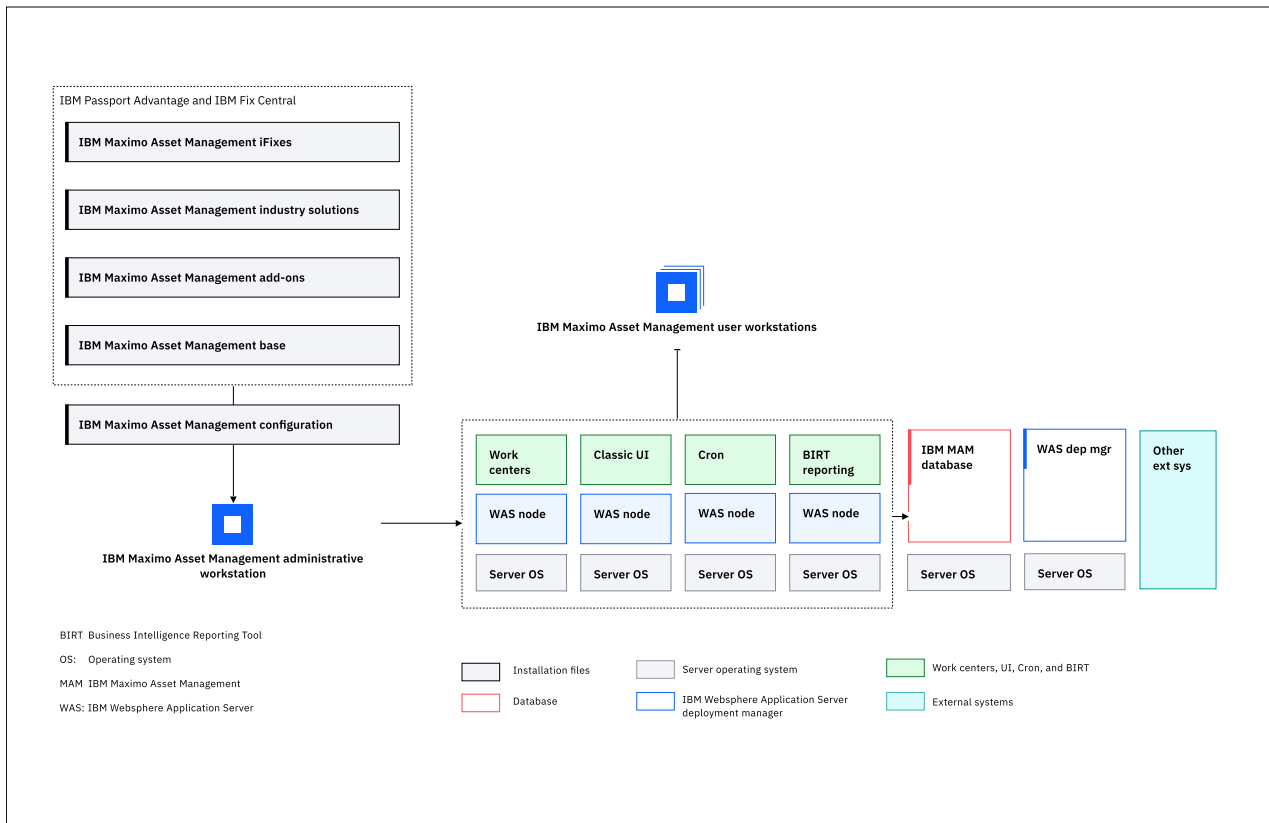 IBM Passport Advantage and IBM Fix Central
IBM Maximo Asset Management iFixes
IBM Maximo Asset Management industry solutions
IBM Maximo Asset Management add-ons
IBM Maximo Asset Management base
IBM Maximo Asset Management configuration
IBM Maximo Asset Management administrative
workstation
IBM Maximo Asset Management user workstations
Work
centers
Classic UI
Cron
BIRT
reporting
WAS node
WAS node
WAS node
WAS node
Server OS
Server OS
Server OS
Server OS
IBM MAM
database
Server OS
WAS dep mgr
Server OS
Other
ext sys
BIRT Business Intelligence Reporting Tool
OS: Operating system
MAM IBM Maximo Asset Management
WAS: IBM Websphere Application Server
Installation files
Database
Server operating system
IBM Websphere Application Server
deployment manager
Work centers, UI, Cron, and BIRT
External systems